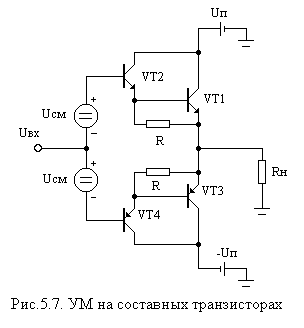 Uп
VT2
Uсм
+
VT1
−
R
Uвх
Uсм
+
R
Rн
VT3
−
VT4
-Uп
Рис.5.7. УМ на составных транзисторах